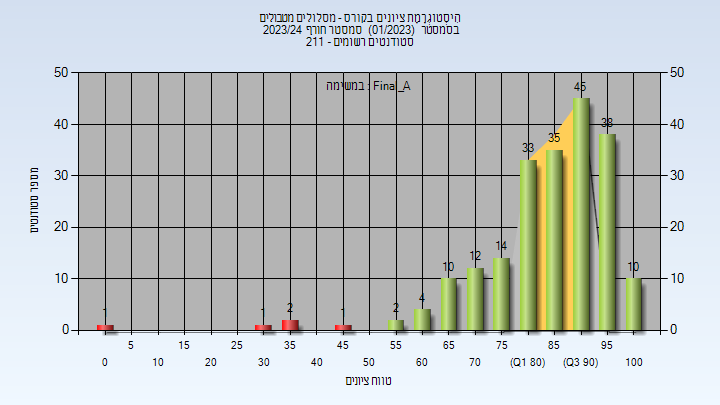 היסטוגרמת ציונים בקורס - מסלולים מטבולים
בסמסטר (01/2023) סמסטר חורף 2023/24
סטודנטים רשומים - 211
במשימה : Final_A
50 50
40 40
30 30
20 20
10 10
0 0
מספר סטודנטים
1 1 2 1 2 4 10 12 14 33 35 45 38 10
5 15 25 35 45 55 65 75 85 95
0 10 20 30 40 50 60 70 (Q1 80) (Q3 90) 100
טווח ציונים